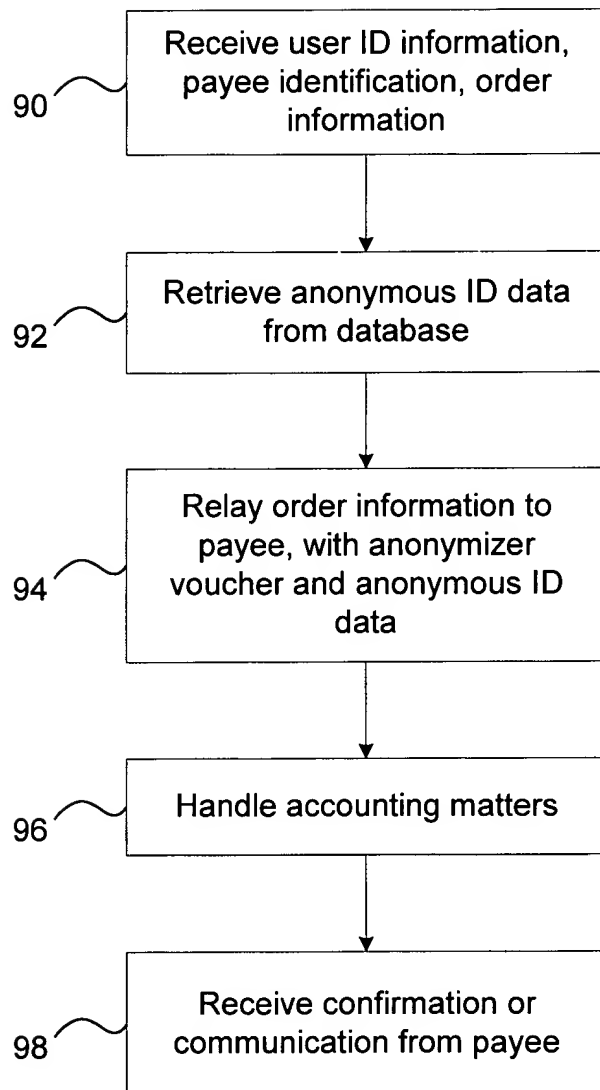 Receive user ID information,
payee identification, order
information
90
Retrieve anonymous ID data
from database
92
Relay order information to
payee, with anonymizer
voucher and anonymous ID
data
94
Handle accounting matters
96
Receive confirmation or
communication from payee
98